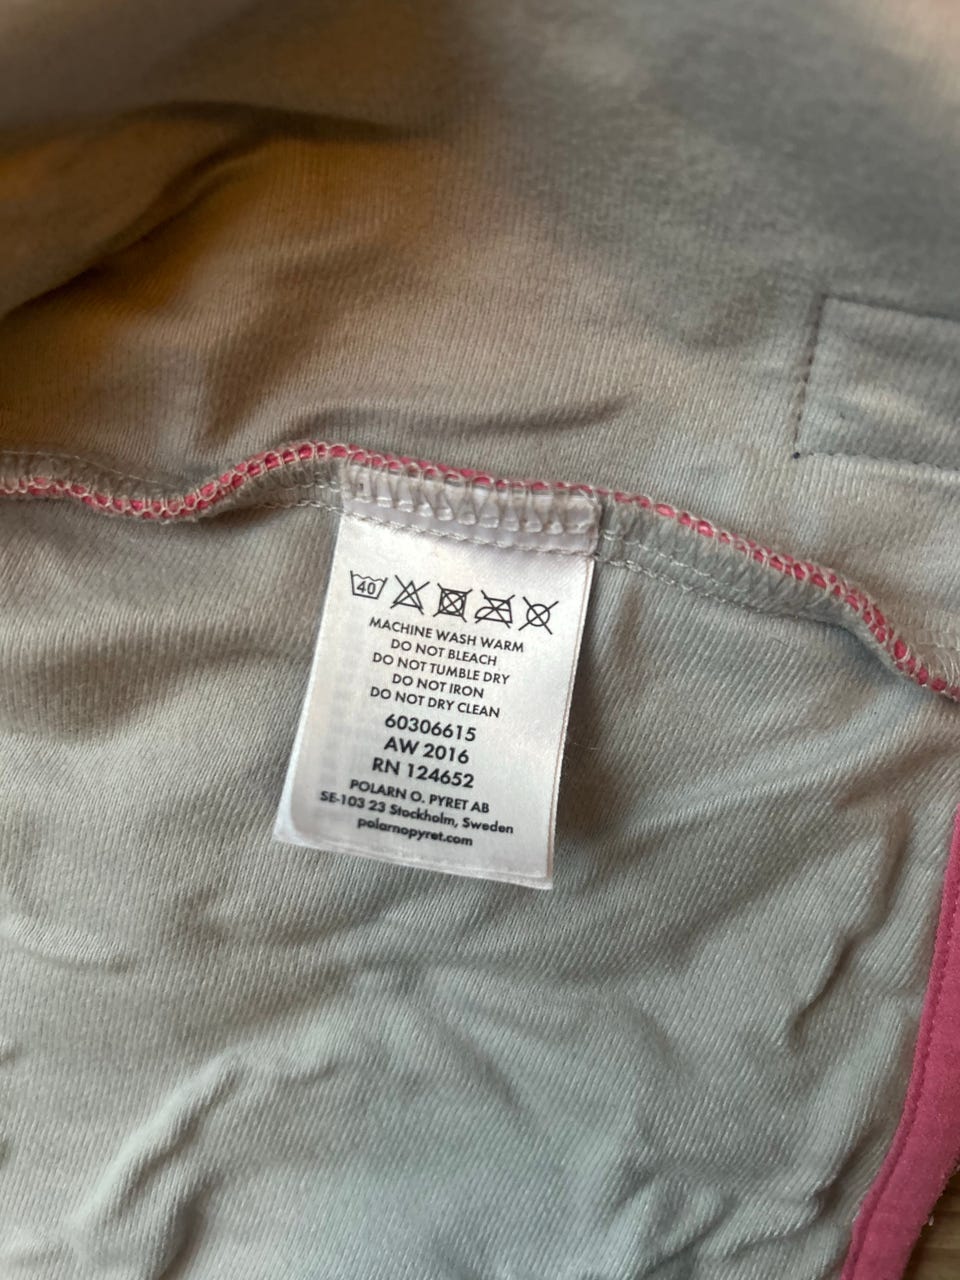 40
MACHINE WASH WARM
DO NOT BLEACH
DO NOT TUMBLE DRY
DO NOT IRON
DO NOT DRY CLEAN
60306615
AW 2016
RN 124652
POLARN O. PYRET AB
SE-103 23 Stockholm, Sweden
polarnopyret.com